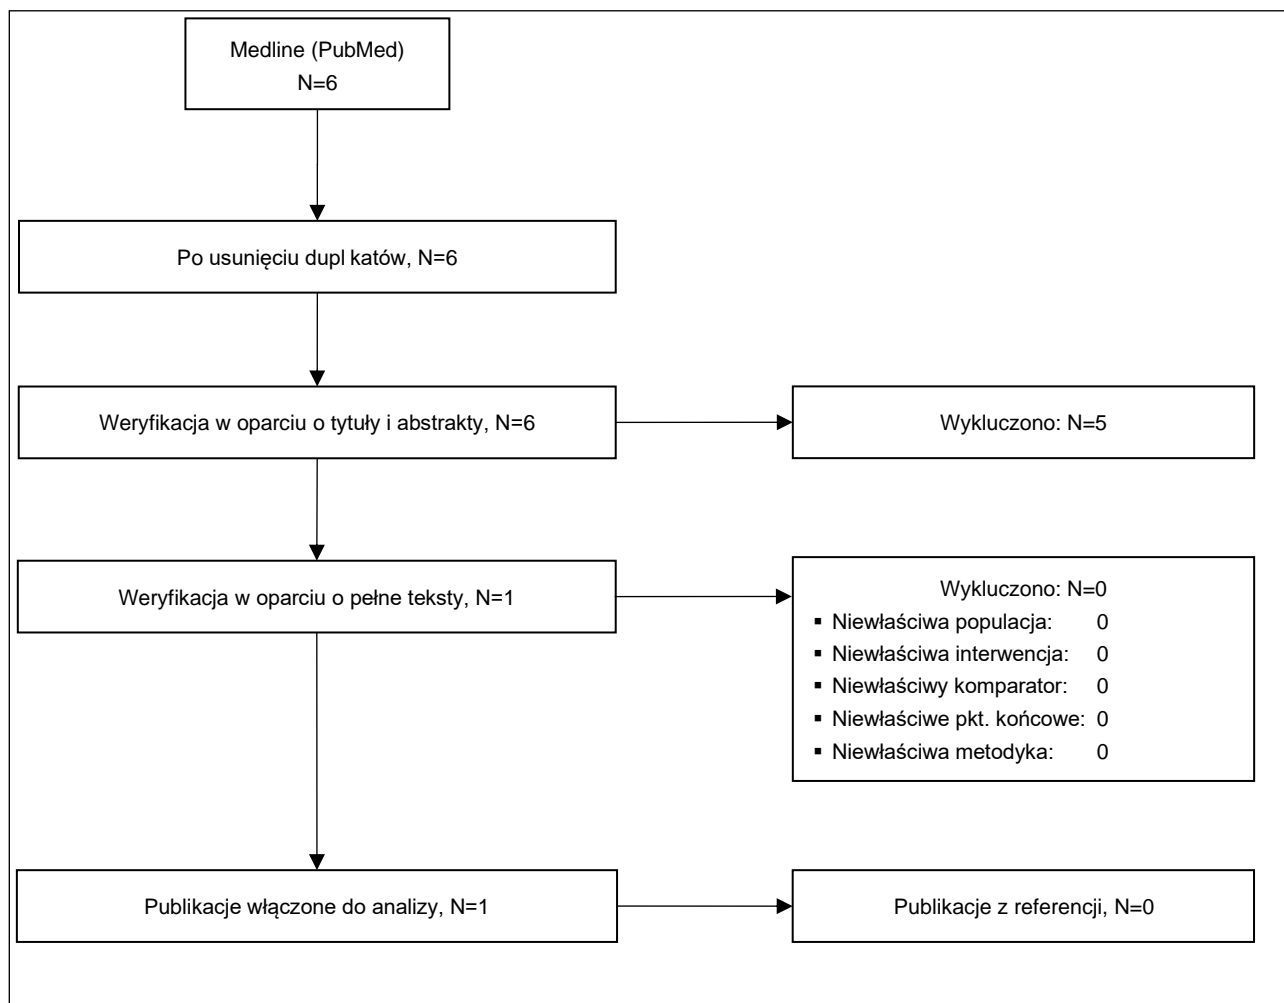 Medline (PubMed)
N=6
Po usunięciu dupl katów, N=6
Weryfikacja w oparciu o tytuły i abstrakty, N=6
Wykluczono: N=5
Weryfikacja w oparciu o pełne teksty, N=1
Wykluczono: N=0
▪ Niewłaściwa populacja: 0
▪ Niewłaściwa interwencja: 0
▪ Niewłaściwy komparator: 0
▪ Niewłaściwe pkt. końcowe: 0
▪ Niewłaściwa metodyka: 0
Publikacje włączone do analizy, N=1
Publikacje z referencji, N=0